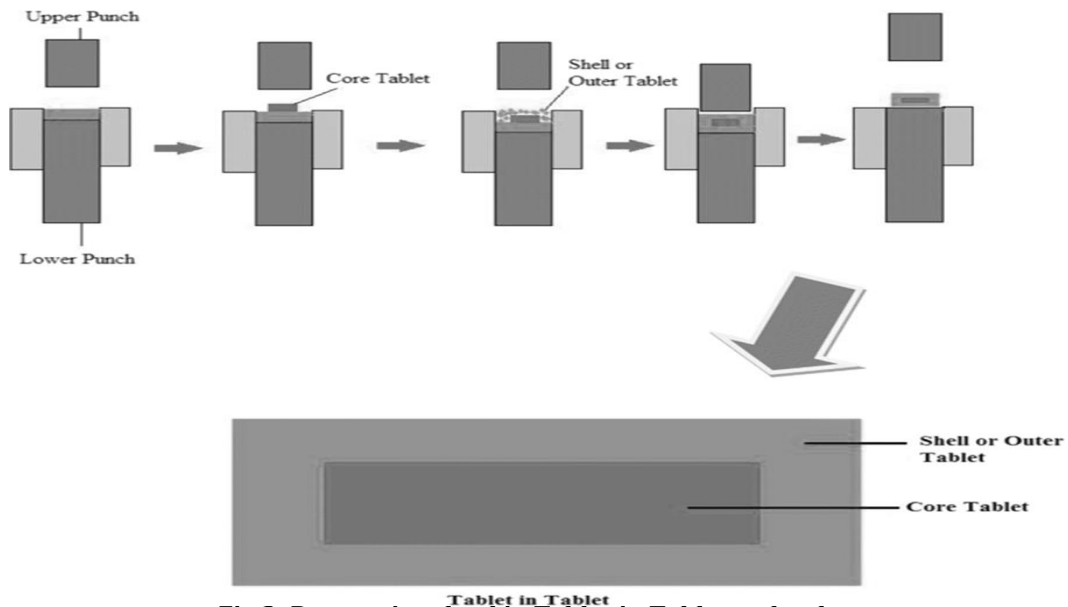 Upper Punch
Core Tablet
Shell or
Outer Tablet
Lower Punch
Shell or Outer
Tablet
Core Tablet
Tablet in Tablet